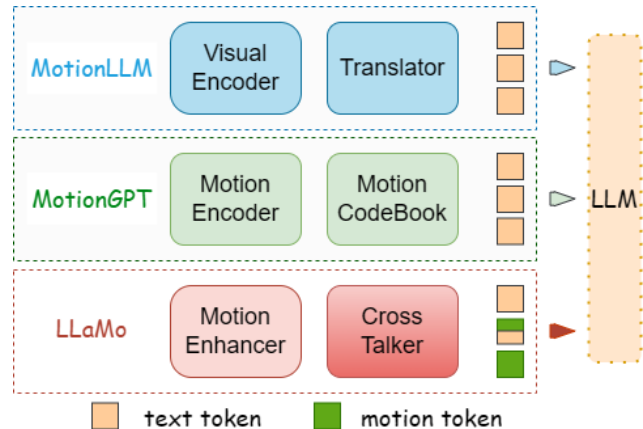 MotionLLM
Visual
Encoder
Translator
MotionGPT
Motion
Encoder
Motion
CodeBook
LLaMo
Motion
Enhancer
Cross
Talker
LLM
text token
motion token